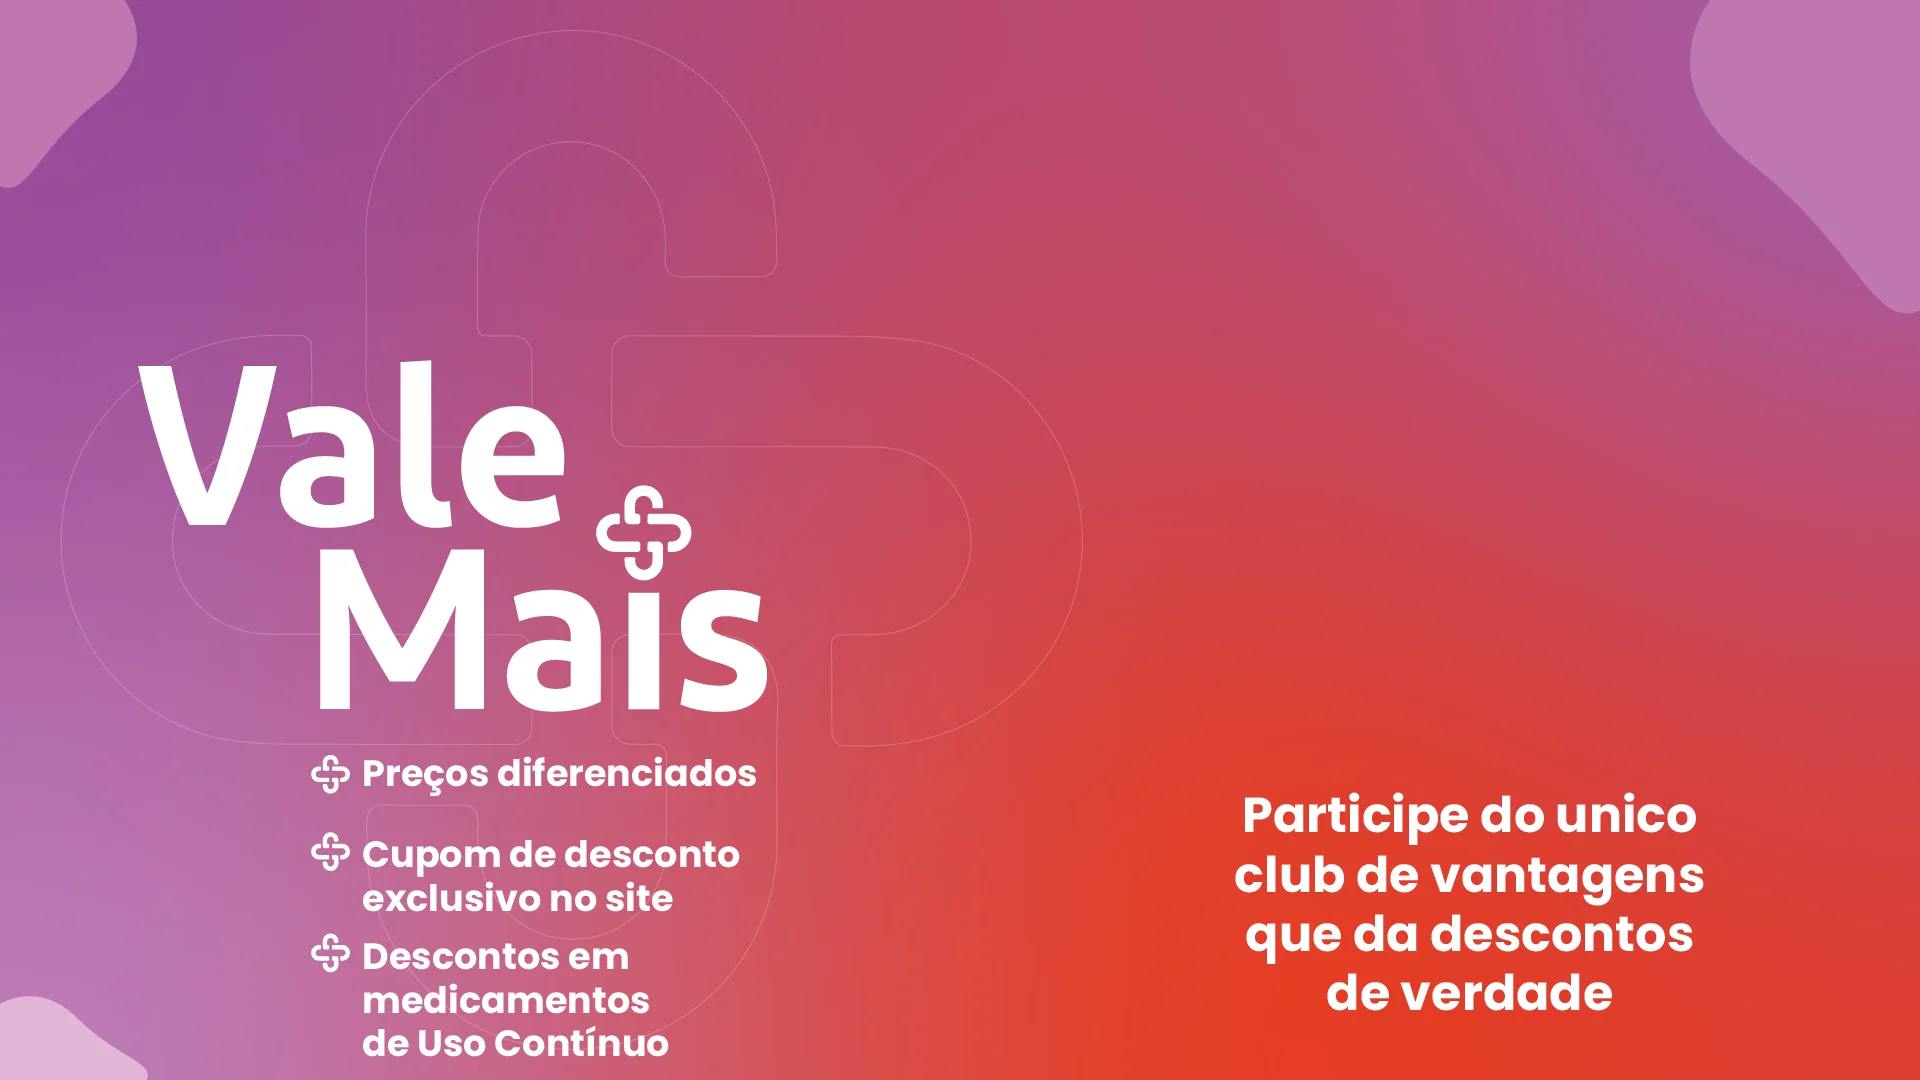 Vale
Mais
Preços diferenciados
Cupom de desconto
exclusivo no site
Descontos em
medicamentos
de Uso Contínuo
Participe do unico
club de vantagens
que da descontos
de verdade